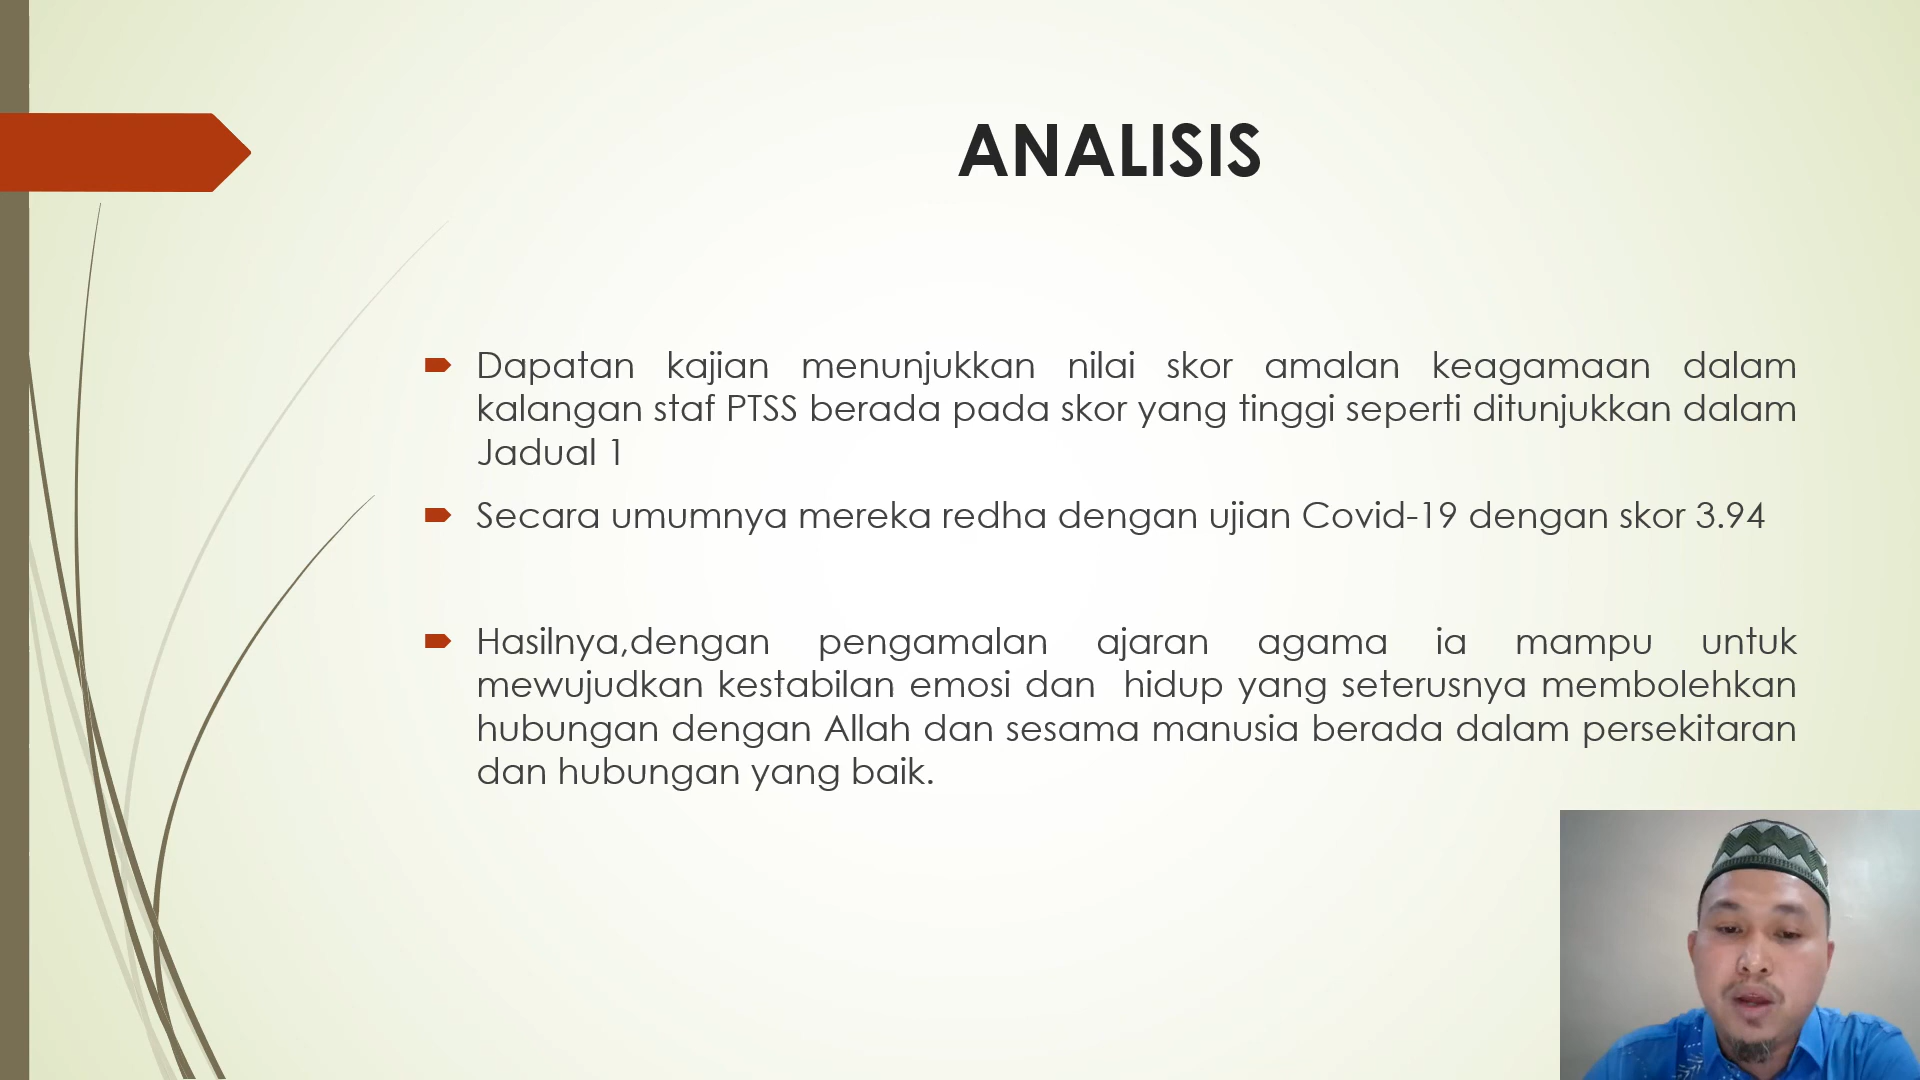 ANALISIS
Dapatan kajian menunjukkan nilai skor amalan keagamaan dalam
kalangan staf PTSS berada pada skor yang tinggi seperti ditunjukkan dalam
Jadual 1
Secara umumnya mereka redha dengan ujian Covid-19 dengan skor 3.94
Hasilnya,dengan pengamalan ajaran agama ia mampu untuk
mewujudkan kestabilan emosi dan  hidup yang seterusnya membolehkan
hubungan dengan Allah dan sesama manusia berada dalam persekitaran
dan hubungan yang baik.